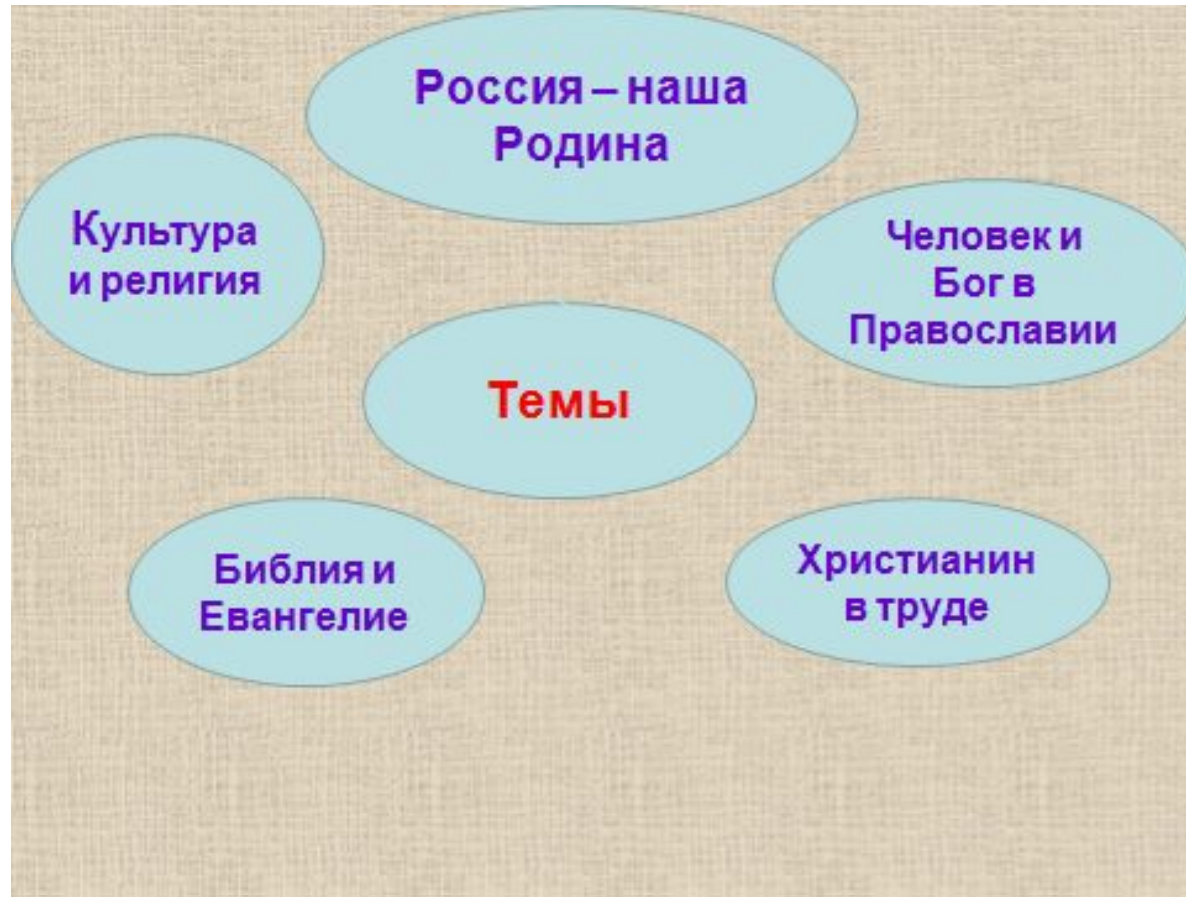 Россия – наша
Родина
Культура
и религия
Человек и
Бог в
Православии
Темы
Библия и
Евангелие
Христианин
в труде